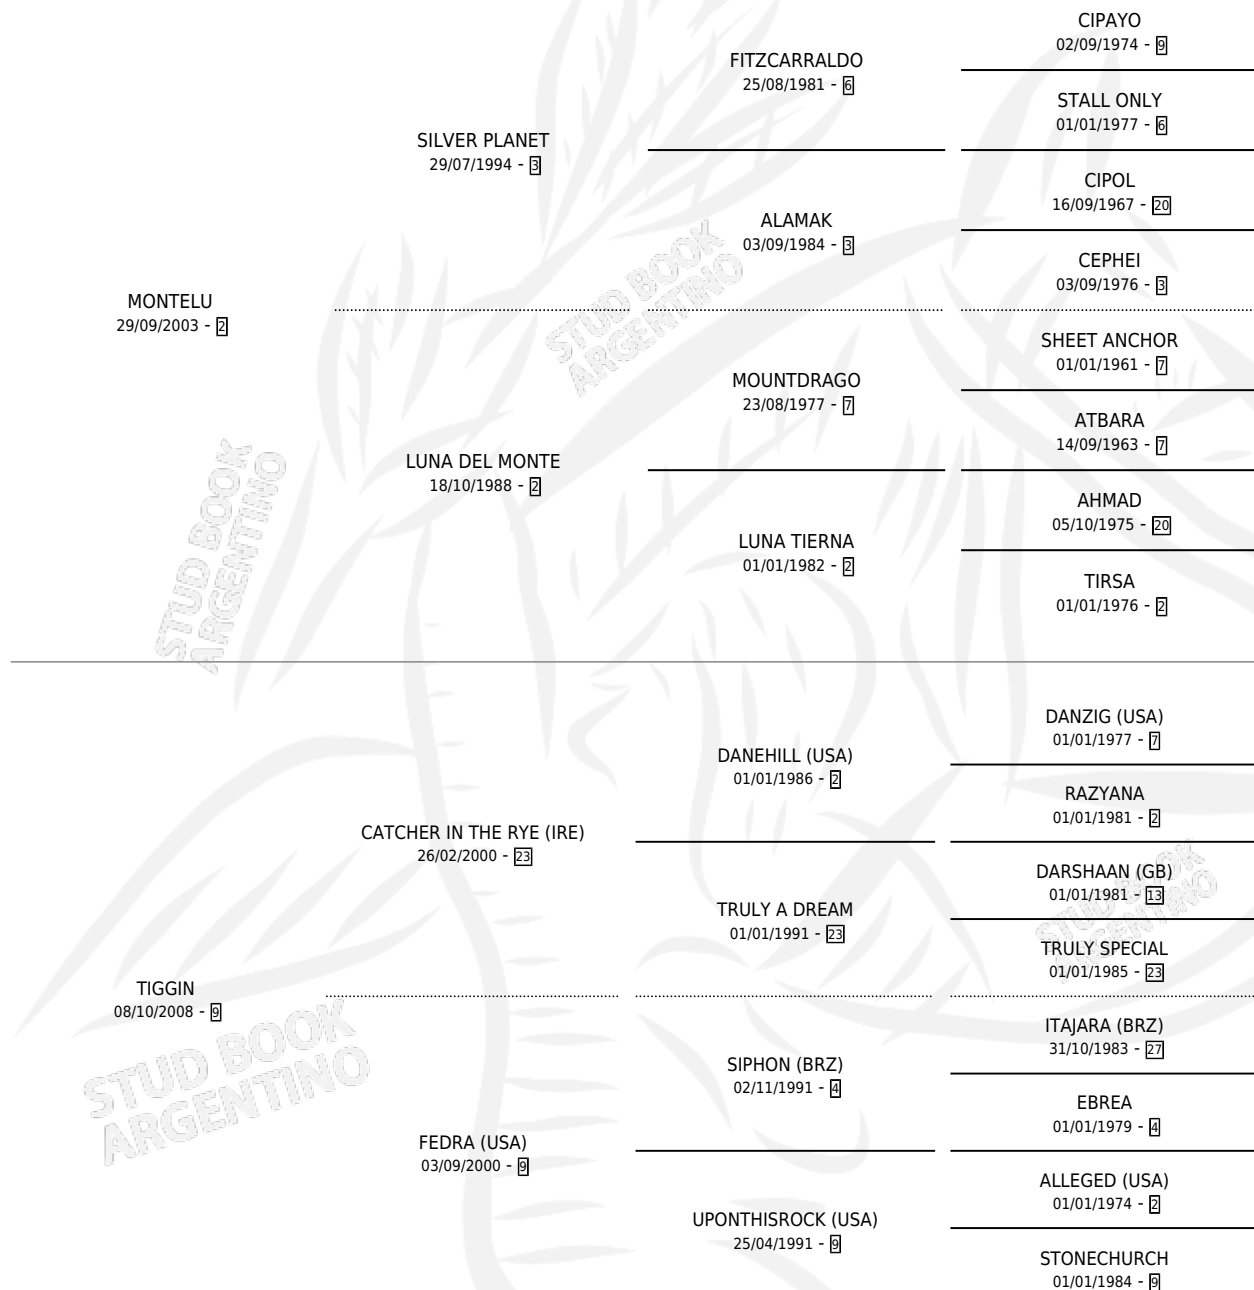 CIPAYO
02/09/1974 - 9
FITZCARRALDO
25/08/1981 - 6
STALL ONLY
01/01/1977 - 6
SILVER PLANET
29/07/1994 - 3
CIPOL
16/09/1967 - 20
ALAMAK
03/09/1984 - 3
CEPHEI
03/09/1976 - 3
MONTELU
29/09/2003 - 2
SHEET ANCHOR
01/01/1961 - 7
MOUNTDRAGO
23/08/1977 - 7
ATBARA
14/09/1963 - 7
LUNA DEL MONTE
18/10/1988 - 2
AHMAD
05/10/1975 - 20
LUNA TIERNA
01/01/1982 - 2
TIRSA
01/01/1976 - 2
DANZIG (USA)
01/01/1977 - 7
DANEHILL (USA)
01/01/1986 - 2
RAZYANA
01/01/1981 - 2
CATCHER IN THE RYE (IRE)
26/02/2000 - 23
DARSHAAN (GB)
01/01/1981 - 13
TRULY A DREAM
01/01/1991 - 23
TRULY SPECIAL
01/01/1985 - 23
TIGGIN
08/10/2008 - 9
ITAJARA (BRZ)
31/10/1983 - 27
SIPHON (BRZ)
02/11/1991 - 4
EBREA
01/01/1979 - 4
FEDRA (USA)
03/09/2000 - 9
ALLEGED (USA)
01/01/1974 - 2
UPONTHISROCK (USA)
25/04/1991 - 9
STONECHURCH
01/01/1984 - 9
STUD BOOK
ARGENTINO
STUD BOOK
ARGENTINO
STUD BOOK
ARGENTINO
STUD BOOK
ARGENTINO